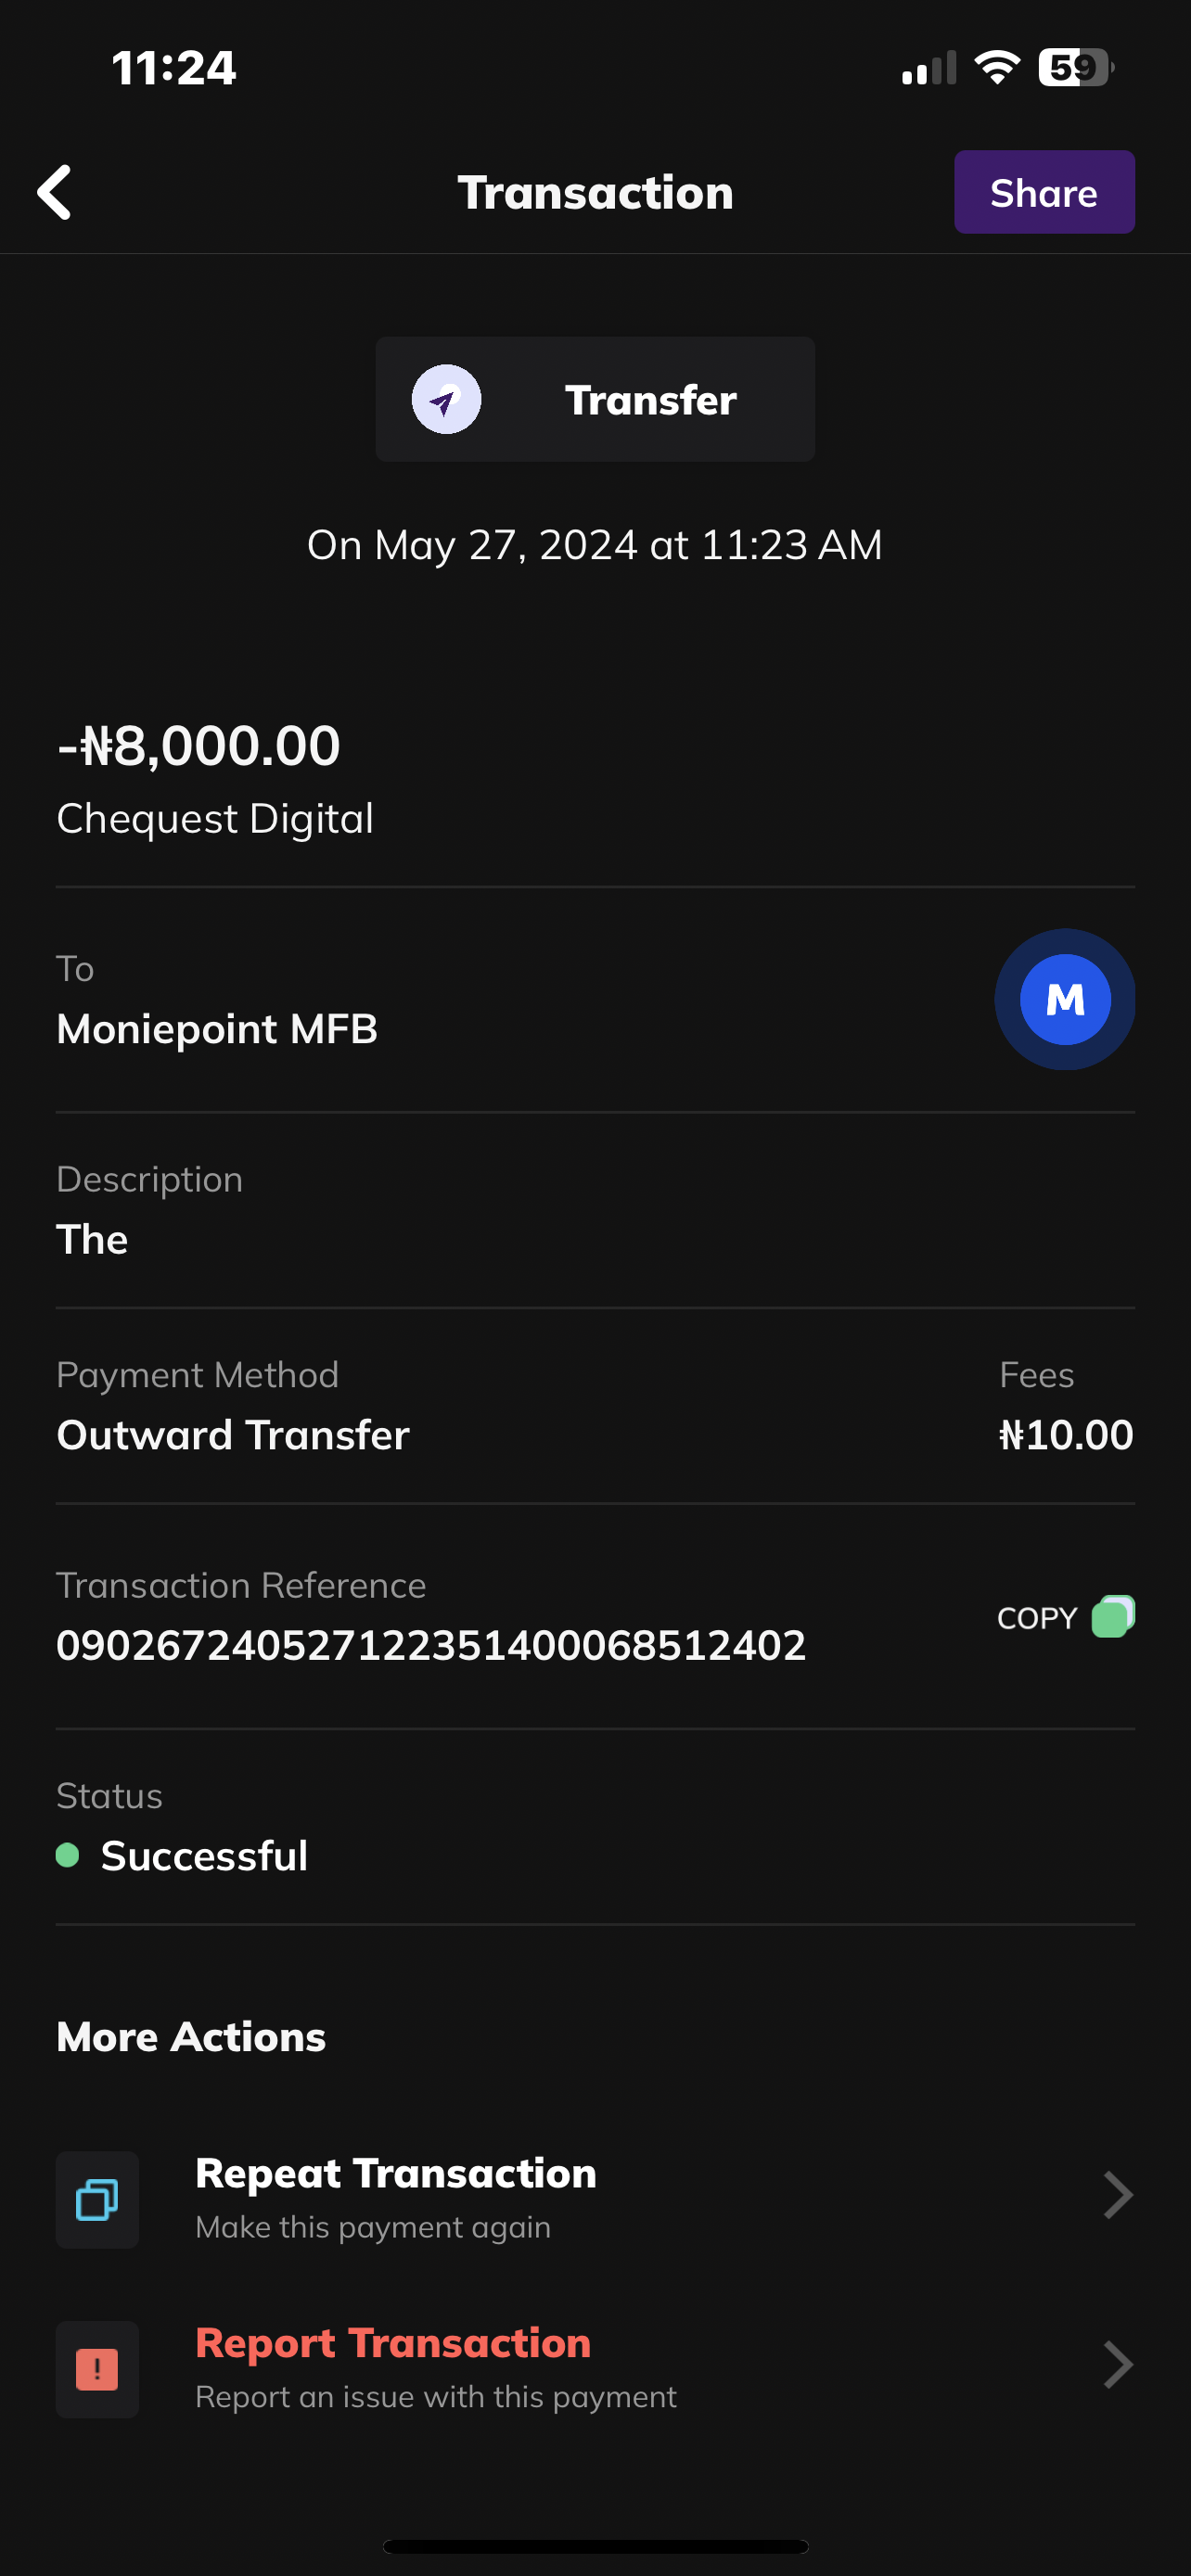 11:24
59
Transaction
Share
Transfer
On May 27, 2024 at 11:23 AM
-₦8,000.00
Chequest Digital
To
Moniepoint MFB
M
Description
The
Payment Method
Fees
Outward Transfer
₦10.00
Transaction Reference
090267240527122351400068512402
COPY
Status
Successful
More Actions
Repeat Transaction
Make this payment again
!
Report Transaction
Report an issue with this payment